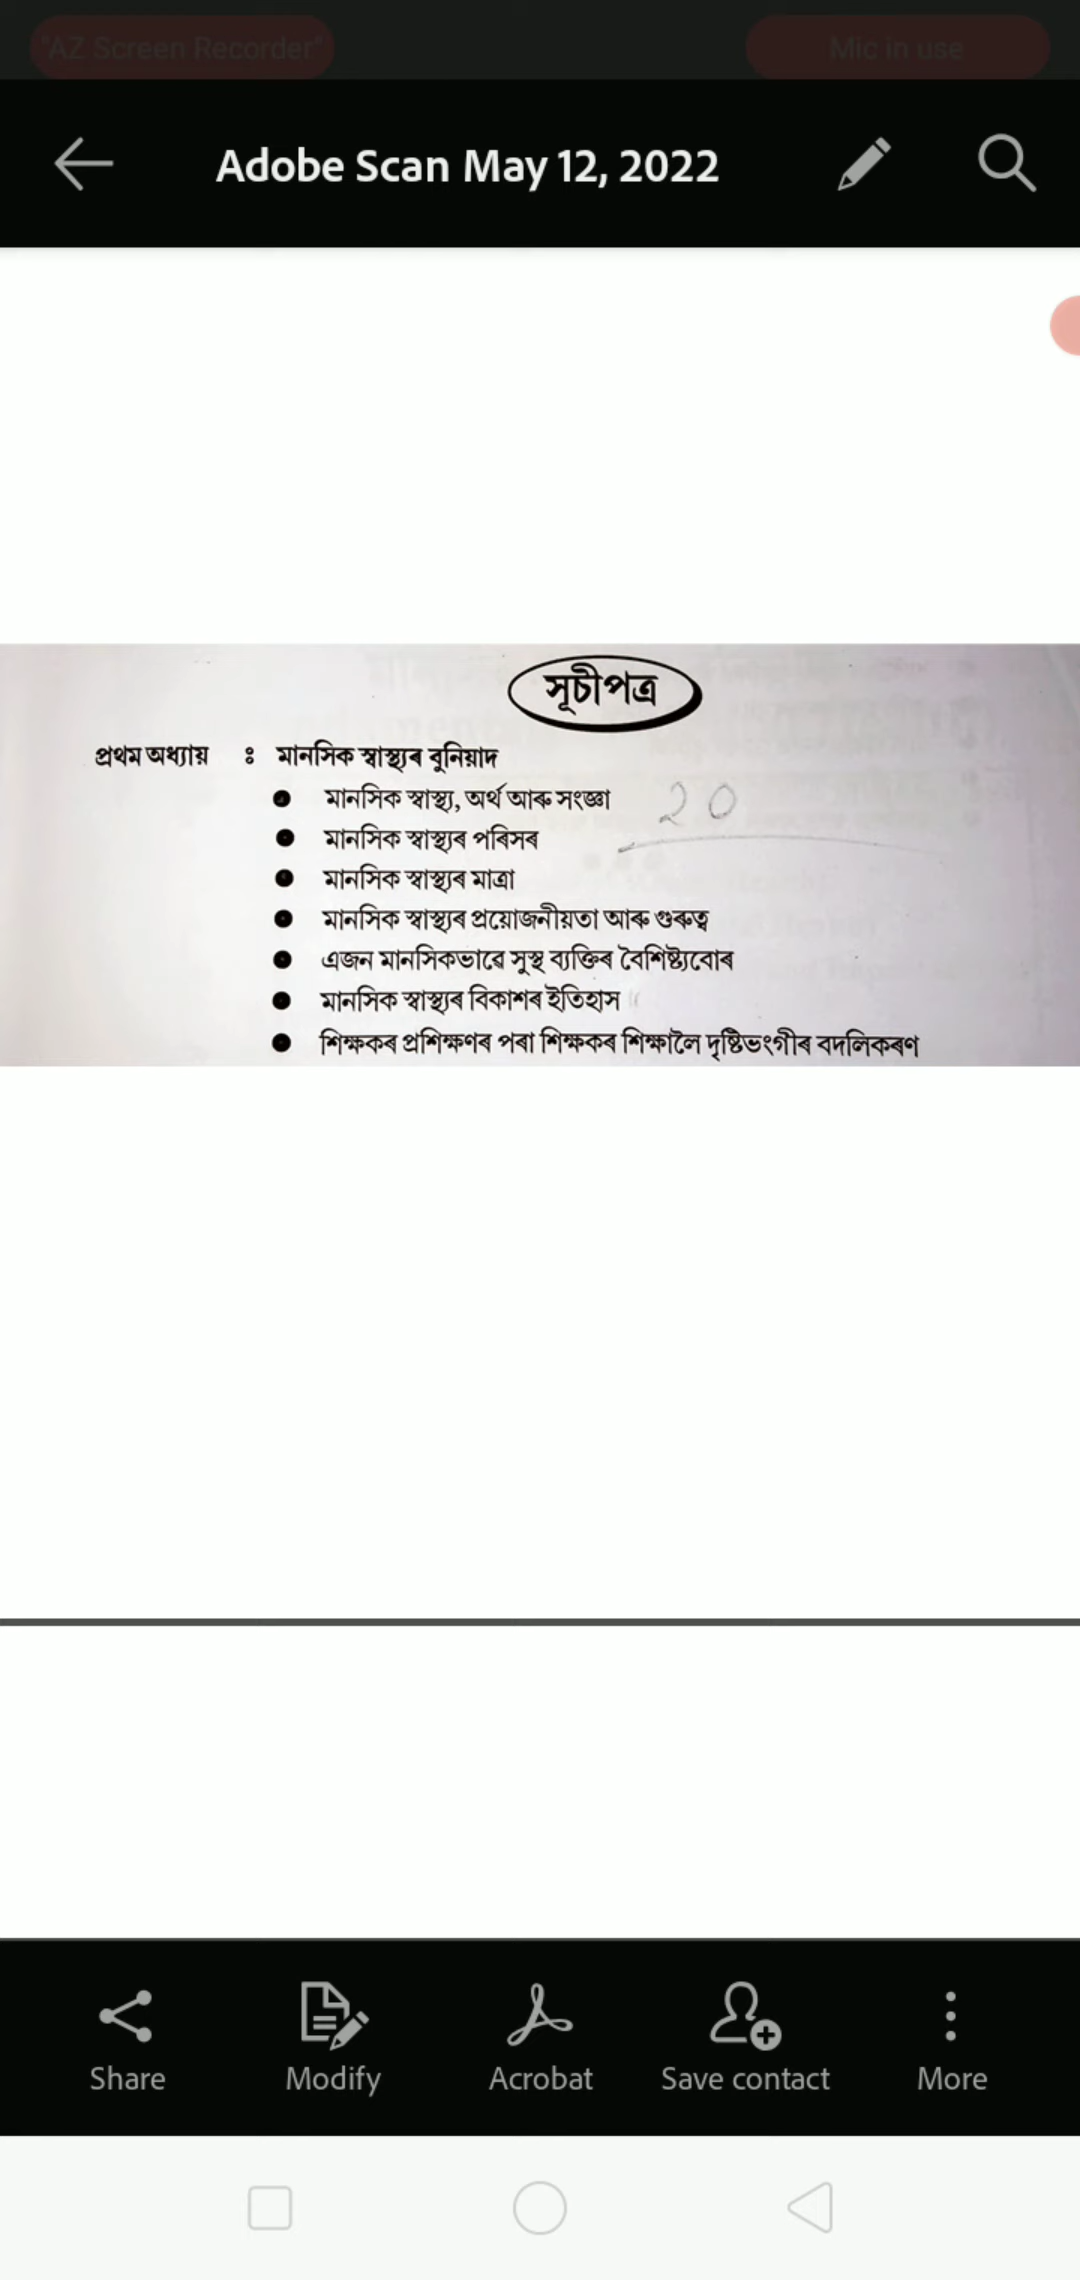 "AZ Screen Recorder"
Mic in use
Adobe Scan May 12, 2022
সূচীপত্ৰ
প্ৰথম অধ্যায় ঃ মানসিক স্বাস্থ্যৰ বুনিয়াদ
● মানসিক স্বাস্থ্য, অৰ্থ আৰু সংজ্ঞা 20
● মানসিক স্বাস্থ্যৰ পৰিসৰ
● মানসিক স্বাস্থ্যৰ মাত্ৰা
● মানসিক স্বাস্থ্যৰ প্ৰয়োজনীয়তা আৰু গুৰুত্ব
● এজন মানসিকভাৱে সুস্থ ব্যক্তিৰ বৈশিষ্ট্যবোৰ
● মানসিক স্বাস্থ্যৰ বিকাশৰ ইতিহাস
● শিক্ষকৰ প্ৰশিক্ষণৰ পৰা শিক্ষকৰ শিক্ষালৈ দৃষ্টিভংগীৰ বদলিকৰণ
Share
Modify
Acrobat
Save contact
More